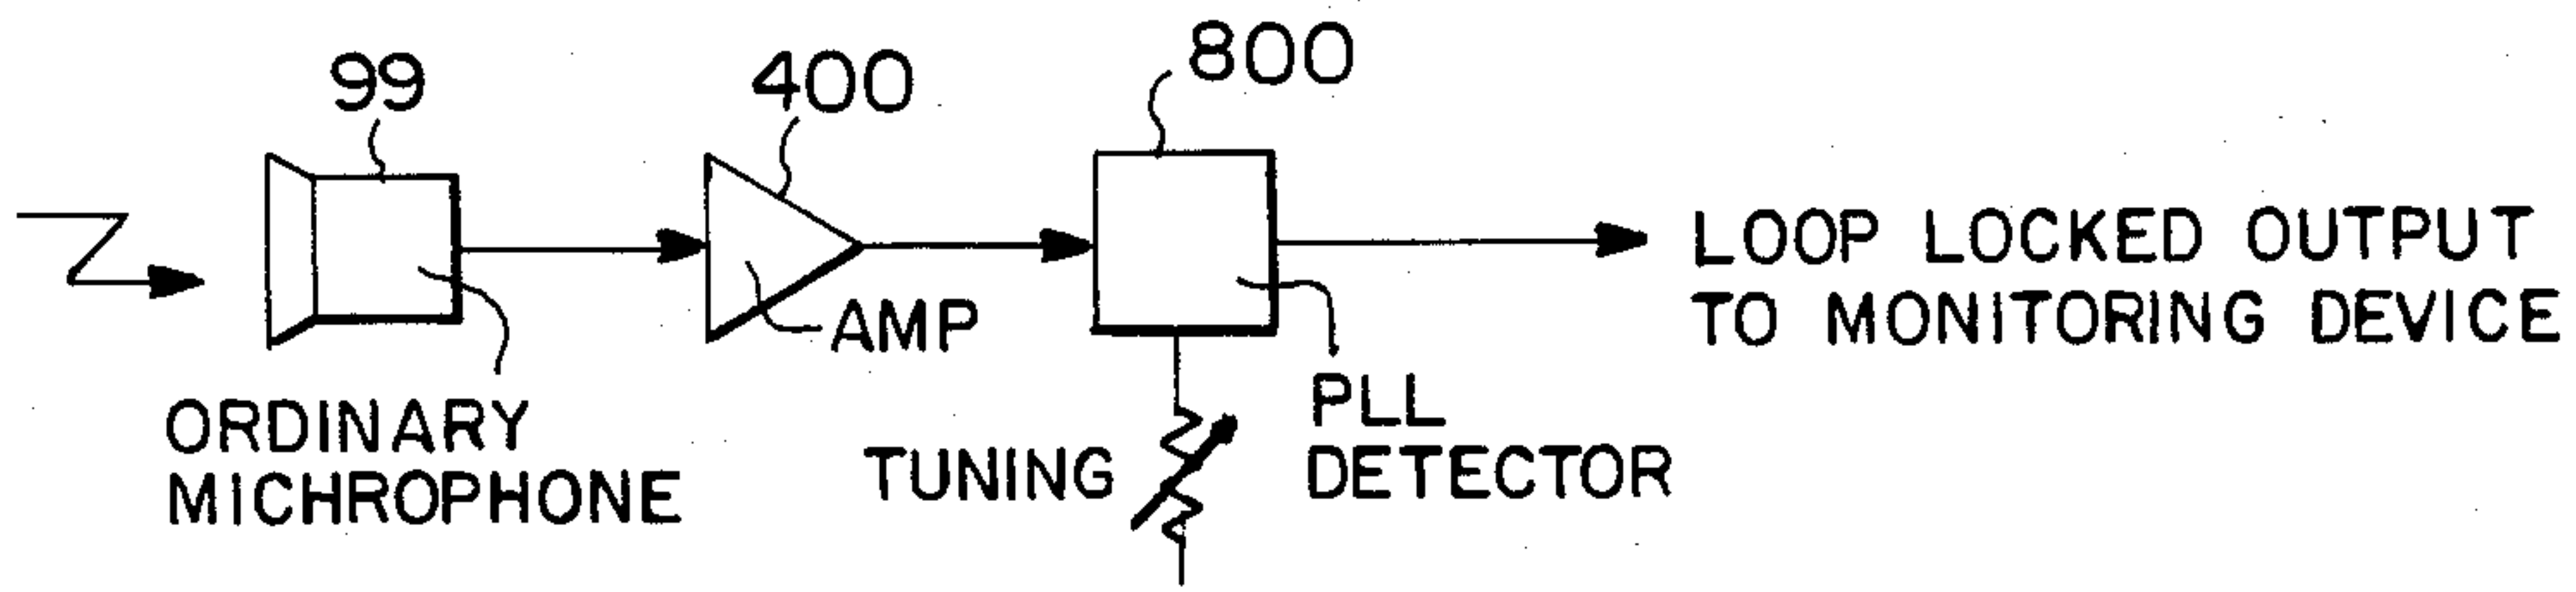 99
400
800
LOOP LOCKED OUTPUT
TO MONITORING DEVICE
AMP
ORDINARY
MICHROPHONE
TUNING
PLL
DETECTOR